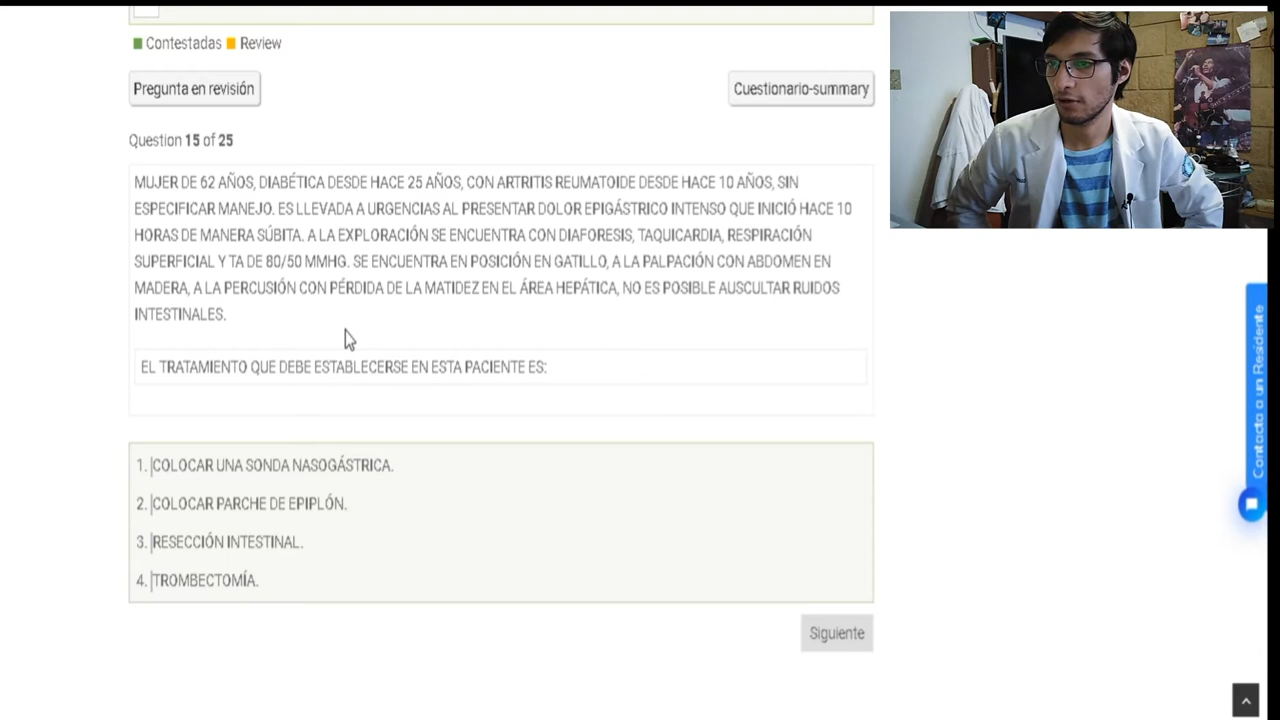 Contestadas Review
Pregunta en revisión
Cuestionario-summary
Question 15 of 25
MUJER DE 62 AÑOS, DIABÉTICA DESDE HACE 25 AÑOS, CON ARTRITIS REUMATOIDE DESDE HACE 10 AÑOS, SIN
ESPECIFICAR MANEJO. ES LLEVADA A URGENCIAS AL PRESENTAR DOLOR EPIGÁSTRICO INTENSO QUE INICIÓ HACE 10
HORAS DE MANERA SÚBITA. A LA EXPLORACIÓN SE ENCUENTRA CON DIAFORESIS, TAQUICARDIA, RESPIRACIÓN
SUPERFICIAL Y TA DE 80/50 MMHG. SE ENCUENTRA EN POSICIÓN EN GATILLO, A LA PALPACIÓN CON ABDOMEN EN
MADERA, A LA PERCUSIÓN CON PÉRDIDA DE LA MATIDEZ EN EL ÁREA HEPÁTICA, NO ES POSIBLE AUSCULTAR RUIDOS
INTESTINALES.
EL TRATAMIENTO QUE DEBE ESTABLECERSE EN ESTA PACIENTE ES:
1. COLOCAR UNA SONDA NASOGÁSTRICA.
2. COLOCAR PARCHE DE EPIPLÓN.
3. RESECCIÓN INTESTINAL.
4. TROMBECTOMÍA.
Siguiente
Contacta a un Residente